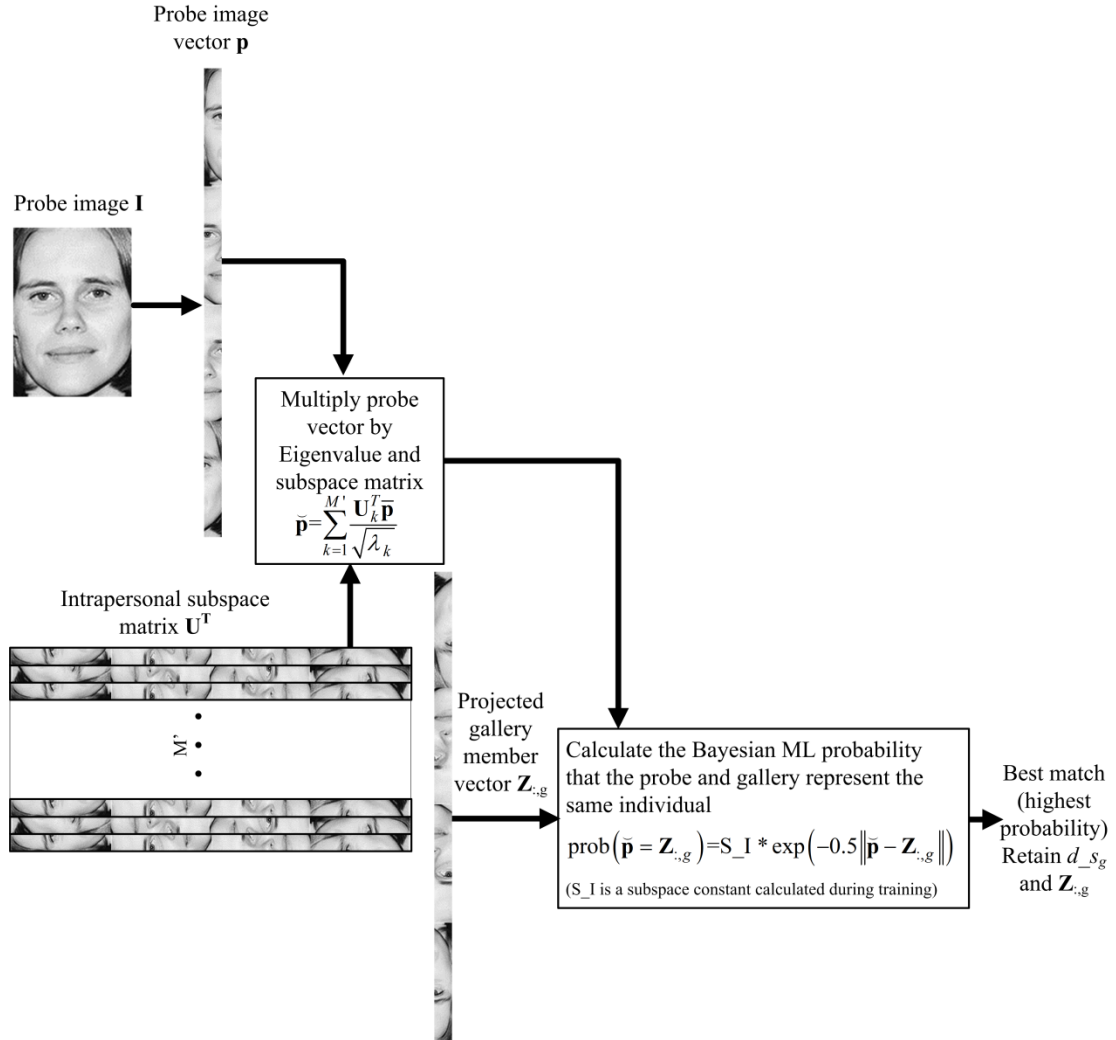 Probe image
vector p
Probe image I
Multiply probe
vector by
Eigenvalue and
subspace matrix
p̆=∑_{k=1}^{M'} U_k^T p̄ / √λ_k
Intrapersonal subspace
matrix U^T
M’
Projected
gallery
member
vector Z_{:,g}
Calculate the Bayesian ML probability
that the probe and gallery represent the
same individual
prob(p̆ = Z_{:,g})=S_I * exp(−0.5‖p̆ − Z_{:,g}‖)
(S_I is a subspace constant calculated during training)
Best match
(highest
probability)
Retain d_s_g
and Z_{:,g}